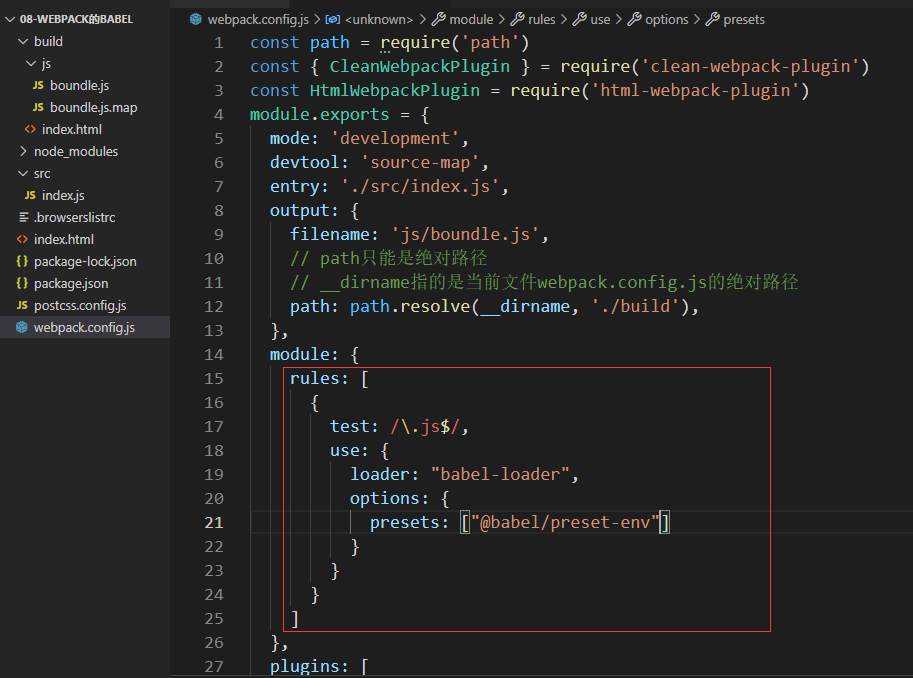 08-WEBPACK的BABEL
build
js
JS boundle.js
JS boundle.js.map
<> index.html
node_modules
src
JS index.js
.browserslistrc
<> index.html
{} package-lock.json
{} package.json
JS postcss.config.js
webpack.config.js
webpack.config.js > <unknown> > module > rules > use > options > presets
1 const path = require('path')
2 const { CleanWebpackPlugin } = require('clean-webpack-plugin')
3 const HtmlWebpackPlugin = require('html-webpack-plugin')
4 module.exports = {
5 mode: 'development',
6 devtool: 'source-map',
7 entry: './src/index.js',
8 output: {
9 filename: 'js/boundle.js',
10 // path只能是绝对路径
11 // __dirname指的是当前文件webpack.config.js的绝对路径
12 path: path.resolve(__dirname, './build'),
13 },
14 module: {
15 rules: [
16 {
17 test: /\.js$/,
18 use: {
19 loader: "babel-loader",
20 options: {
21 presets: ["@babel/preset-env"]
22 }
23 }
24 }
25 ]
26 },
27 plugins: [